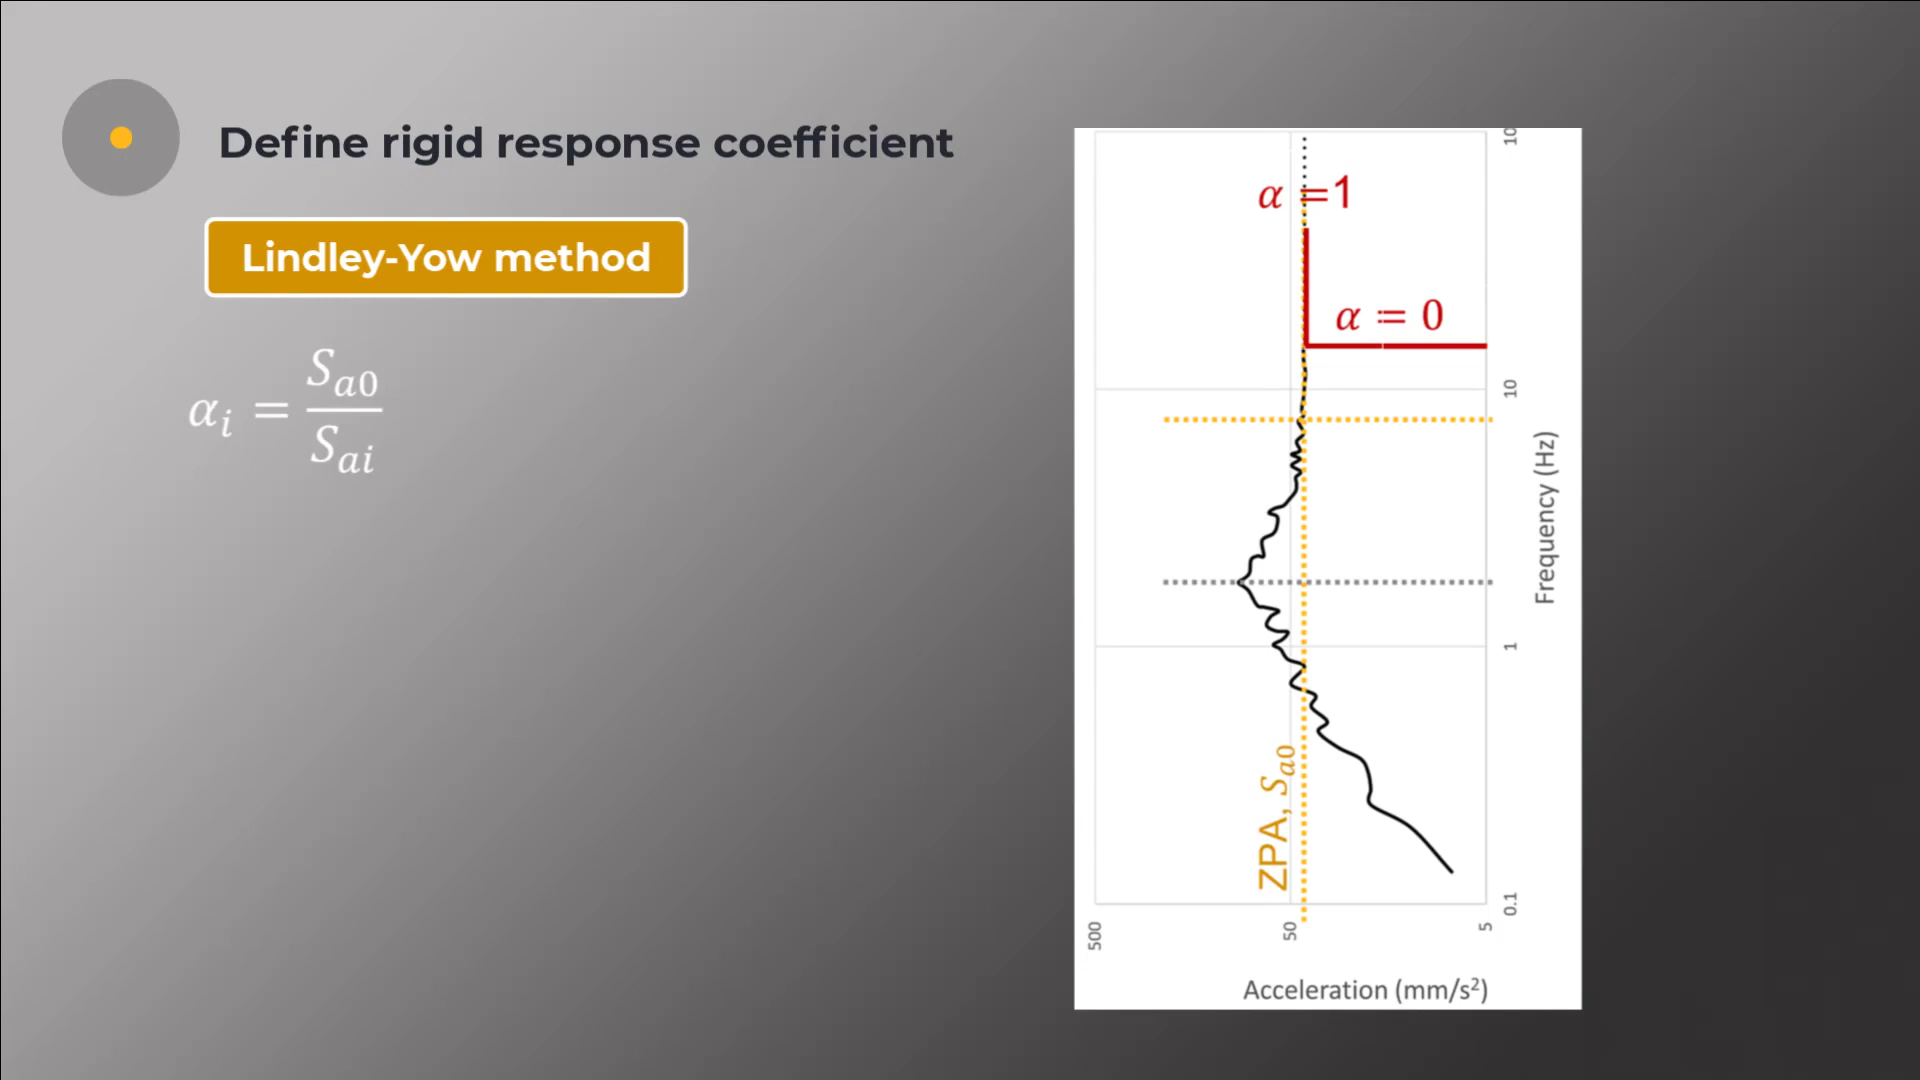 Define rigid response coefficient
Lindley-Yow method
αᵢ = Sₐ₀ / Sₐᵢ
α =1
α = 0
ZPA, Sₐ₀
10
10
1
0.1
Frequency (Hz)
500
50
5
Acceleration (mm/s²)